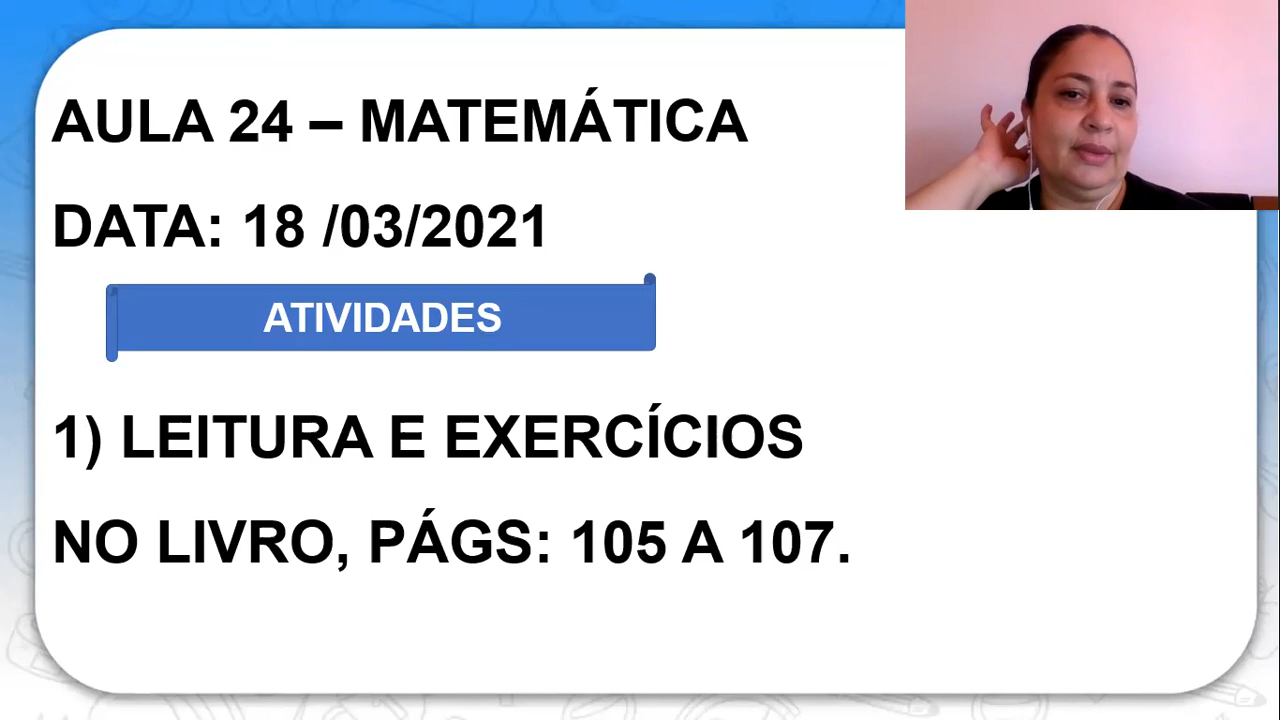 AULA 24 – MATEMÁTICA
DATA: 18 /03/2021
ATIVIDADES
1) LEITURA E EXERCÍCIOS
NO LIVRO, PÁGS: 105 A 107.